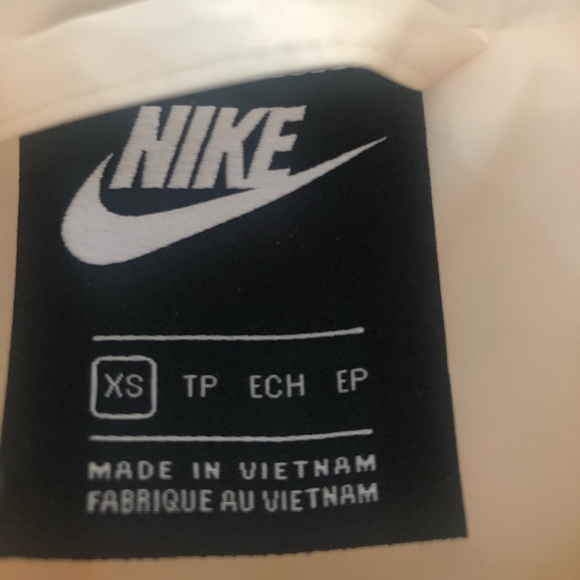 NIKE
XS TP ECH EP
MADE IN VIETNAM
FABRIQUE AU VIETNAM